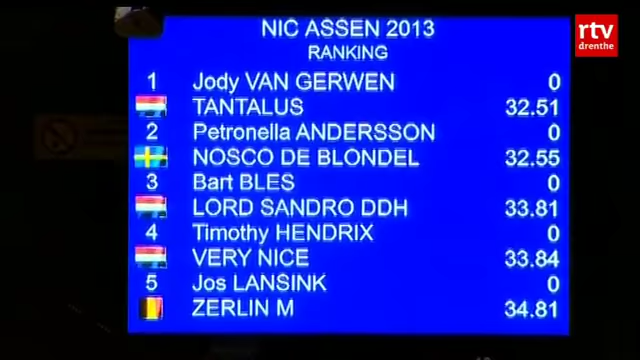 NIC ASSEN 2013
RANKING
1 Jody VAN GERWEN 0
TANTALUS 32.51
2 Petronella ANDERSSON 0
NOSCO DE BLONDEL 32.55
3 Bart BLES 0
LORD SANDRO DDH 33.81
4 Timothy HENDRIX 0
VERY NICE 33.84
5 Jos LANSINK 0
ZERLIN M 34.81
rtv
drenthe